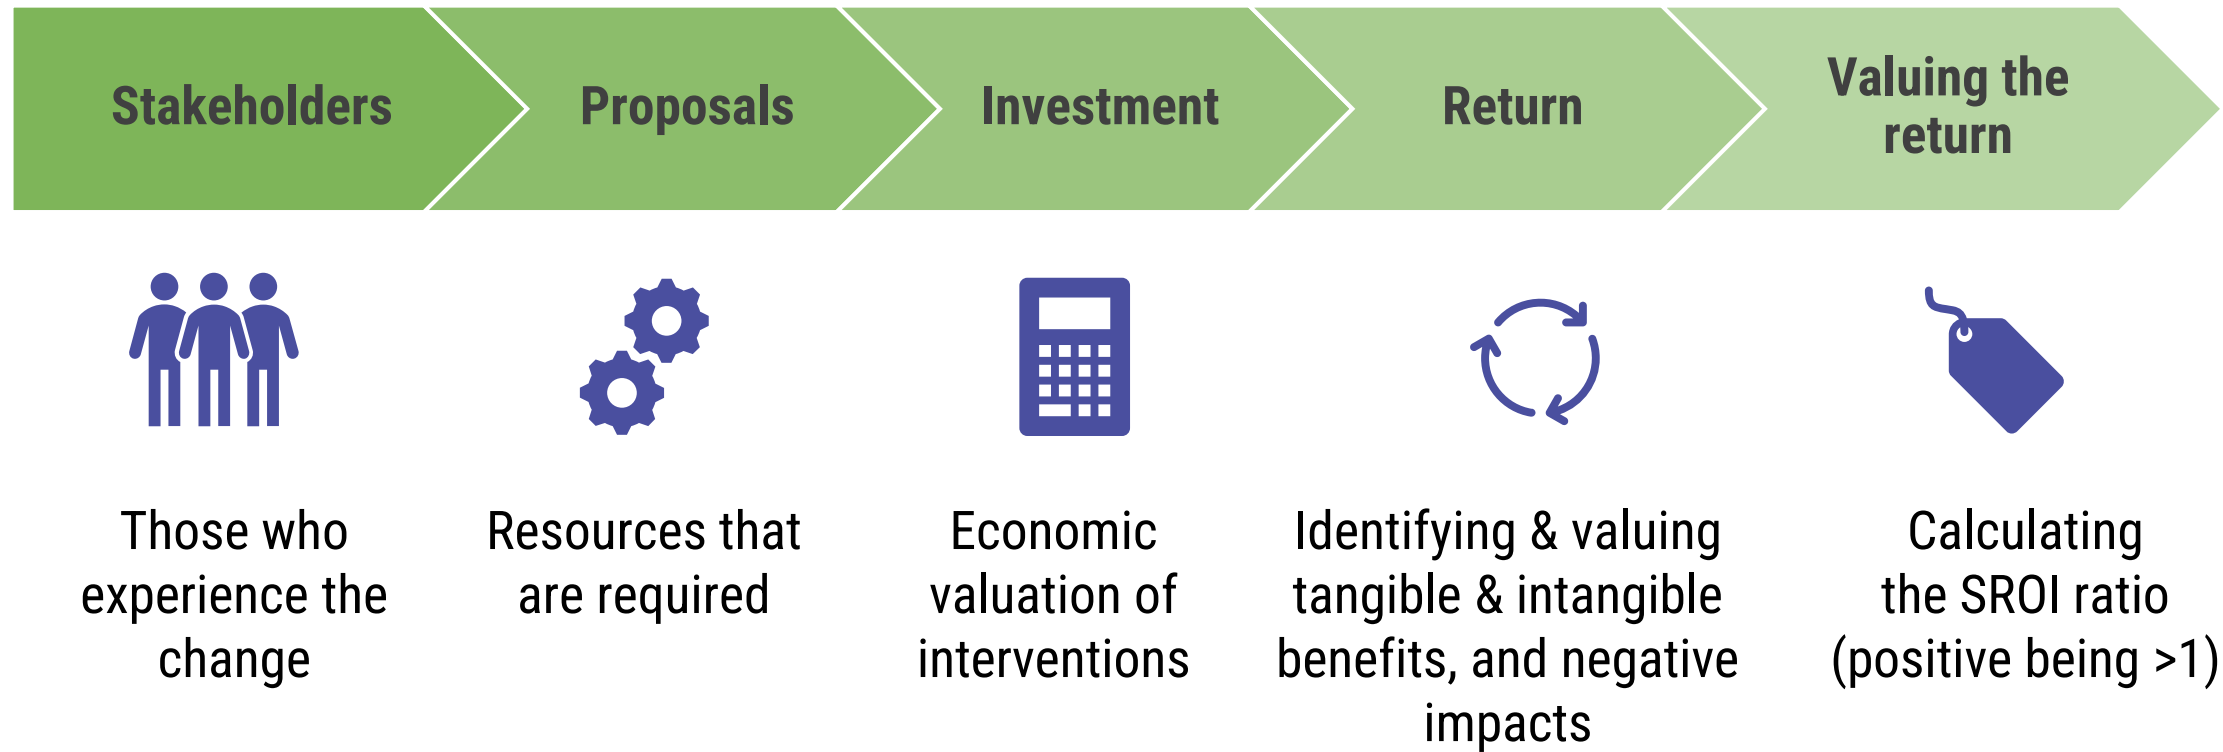 Stakeholders
Proposals
Investment
Return
Valuing the
return
Those who
experience the
change
Resources that
are required
Economic
valuation of
interventions
Identifying & valuing
tangible & intangible
benefits, and negative
impacts
Calculating
the SROI ratio
(positive being >1)